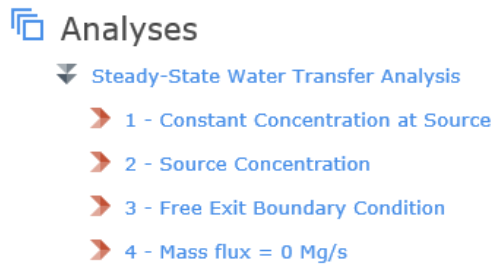 Analyses
Steady-State Water Transfer Analysis
1 - Constant Concentration at Source
2 - Source Concentration
3 - Free Exit Boundary Condition
4 - Mass flux = 0 Mg/s